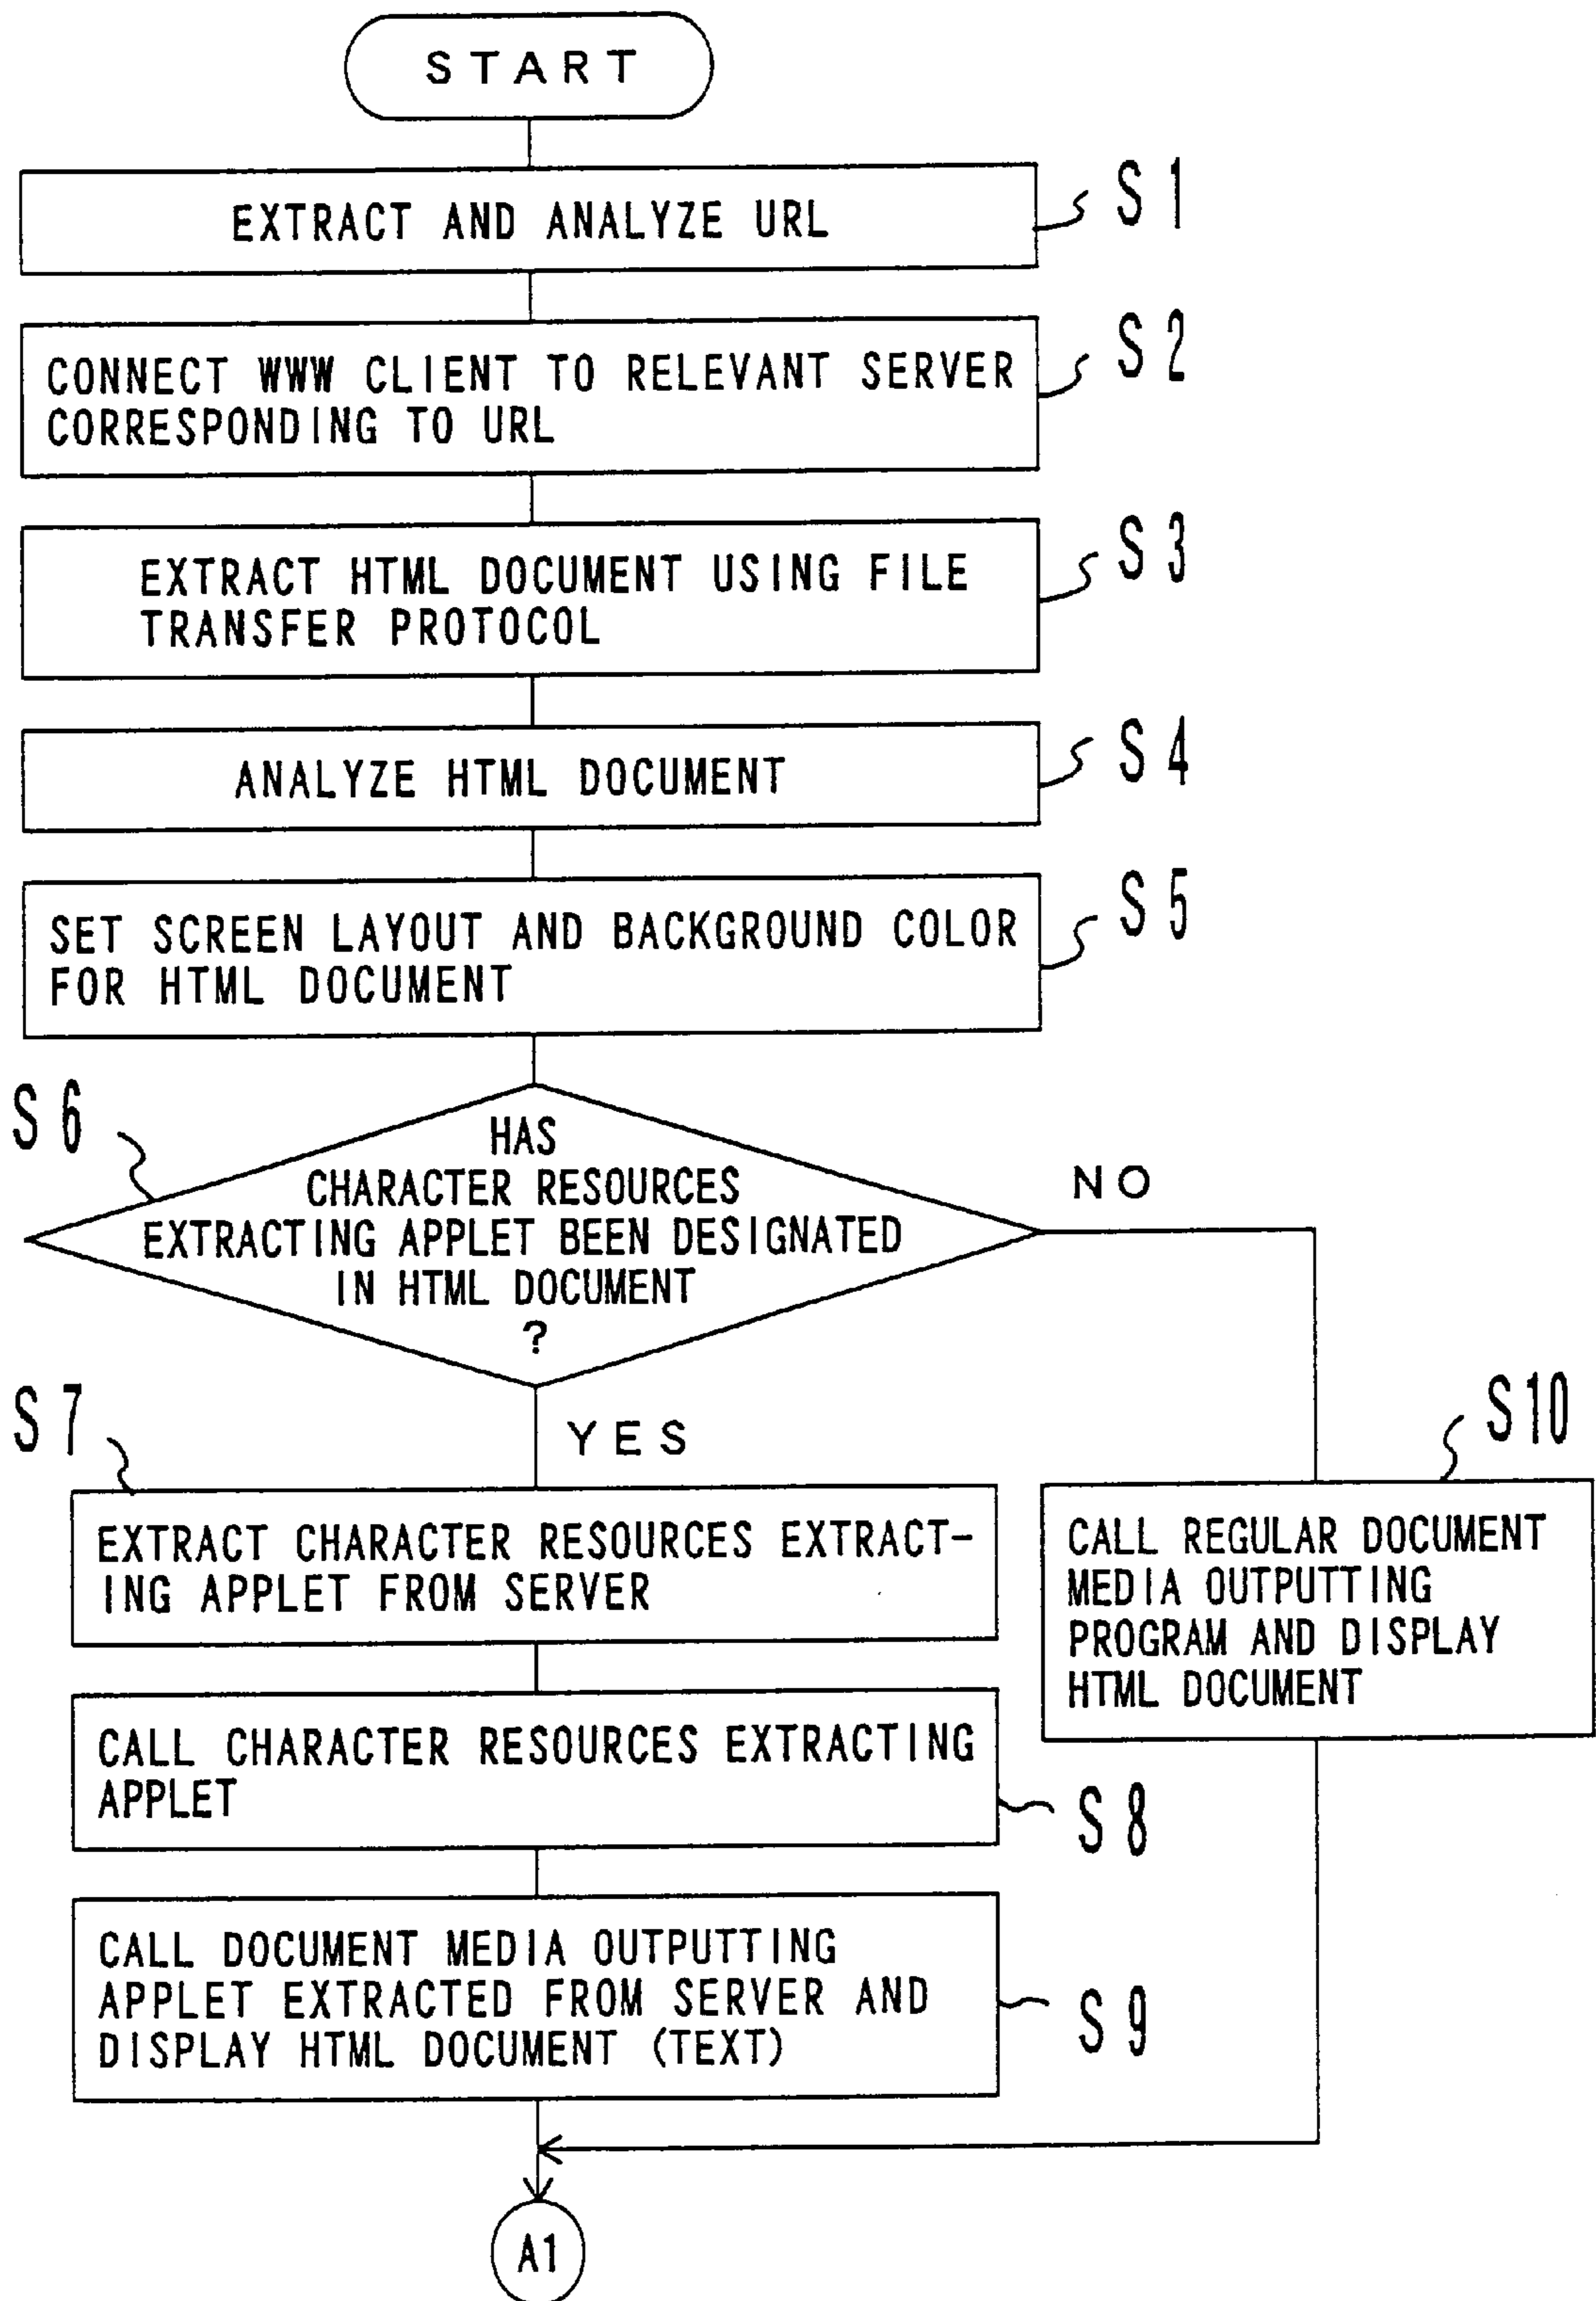 START
EXTRACT AND ANALYZE URL
S1
CONNECT WWW CLIENT TO RELEVANT SERVER
CORRESPONDING TO URL
S2
EXTRACT HTML DOCUMENT USING FILE
TRANSFER PROTOCOL
S3
ANALYZE HTML DOCUMENT
S4
SET SCREEN LAYOUT AND BACKGROUND COLOR
FOR HTML DOCUMENT
S5
S6
HAS
CHARACTER RESOURCES
EXTRACTING APPLET BEEN DESIGNATED
IN HTML DOCUMENT
?
NO
YES
S7
EXTRACT CHARACTER RESOURCES EXTRACT-
ING APPLET FROM SERVER
S10
CALL REGULAR DOCUMENT
MEDIA OUTPUTTING
PROGRAM AND DISPLAY
HTML DOCUMENT
CALL CHARACTER RESOURCES EXTRACTING
APPLET
S8
CALL DOCUMENT MEDIA OUTPUTTING
APPLET EXTRACTED FROM SERVER AND
DISPLAY HTML DOCUMENT (TEXT)
S9
A1